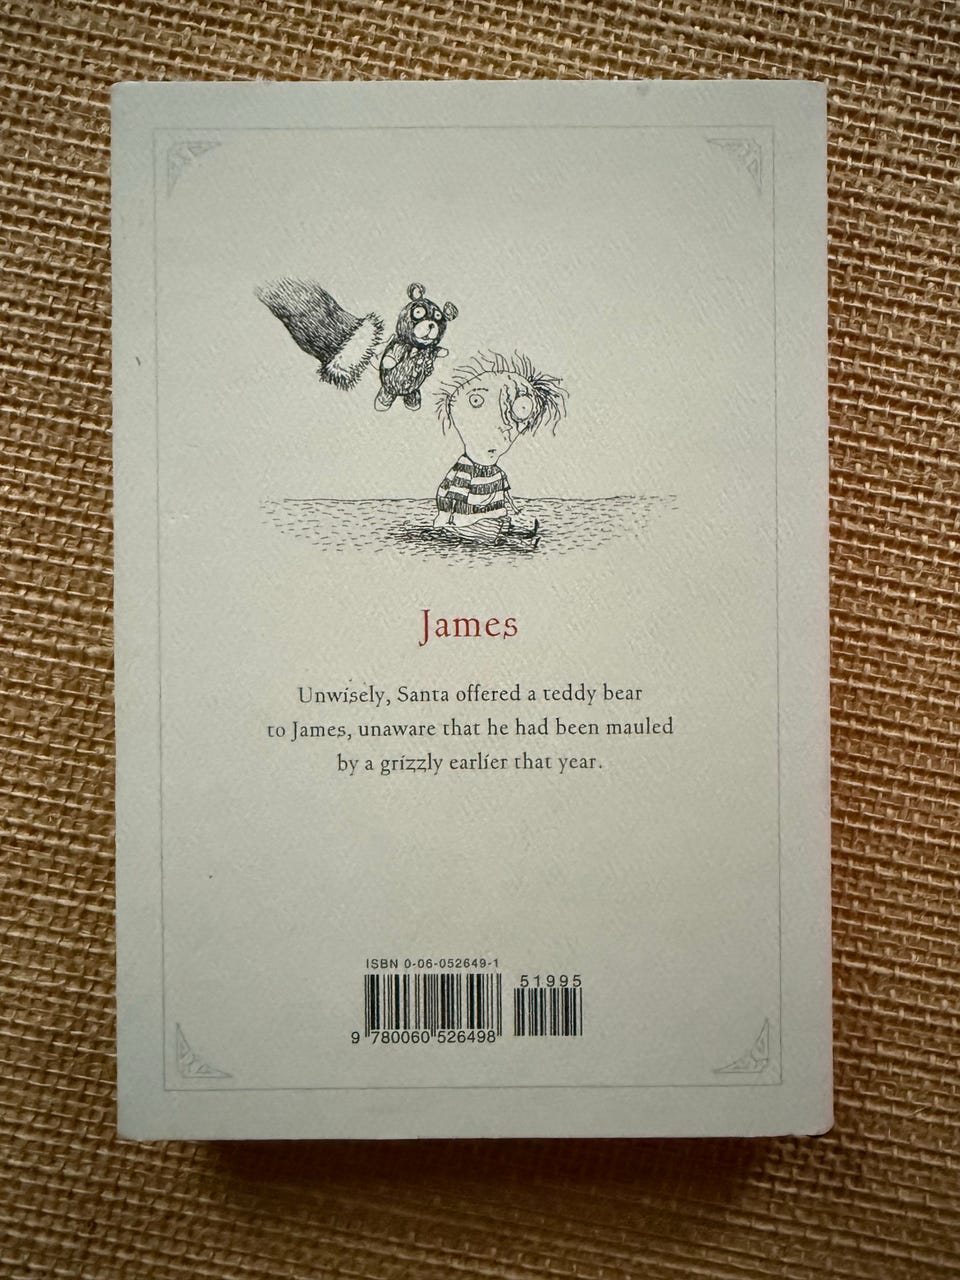 James
Unwisely, Santa offered a teddy bear
to James, unaware that he had been mauled
by a grizzly earlier that year.
ISBN 0-06-052649-1
51995
9 780060 526498